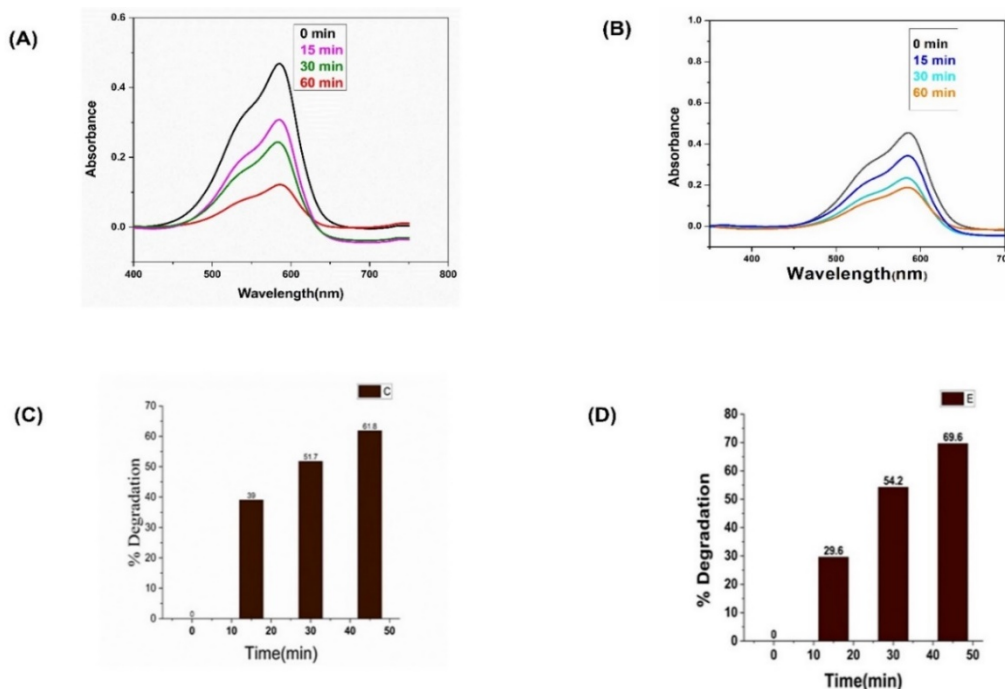 (A)
0.6
0.4
0.2
0.0
Absorbance
0 min
15 min
30 min
60 min
400 500 600 700 800
Wavelength(nm)
(B)
1.0
0.8
0.6
0.4
0.2
0.0
Absorbance
0 min
15 min
30 min
60 min
400 500 600 700
Wavelength(nm)
(C)
C
70
60
50
40
30
20
10
0
% Degradation
0
39
51.7
61.8
0 10 20 30 40 50
Time(min)
(D)
E
80
70
60
50
40
30
20
10
0
% Degradation
0
29.6
54.2
69.6
0 10 20 30 40 50
Time(min)